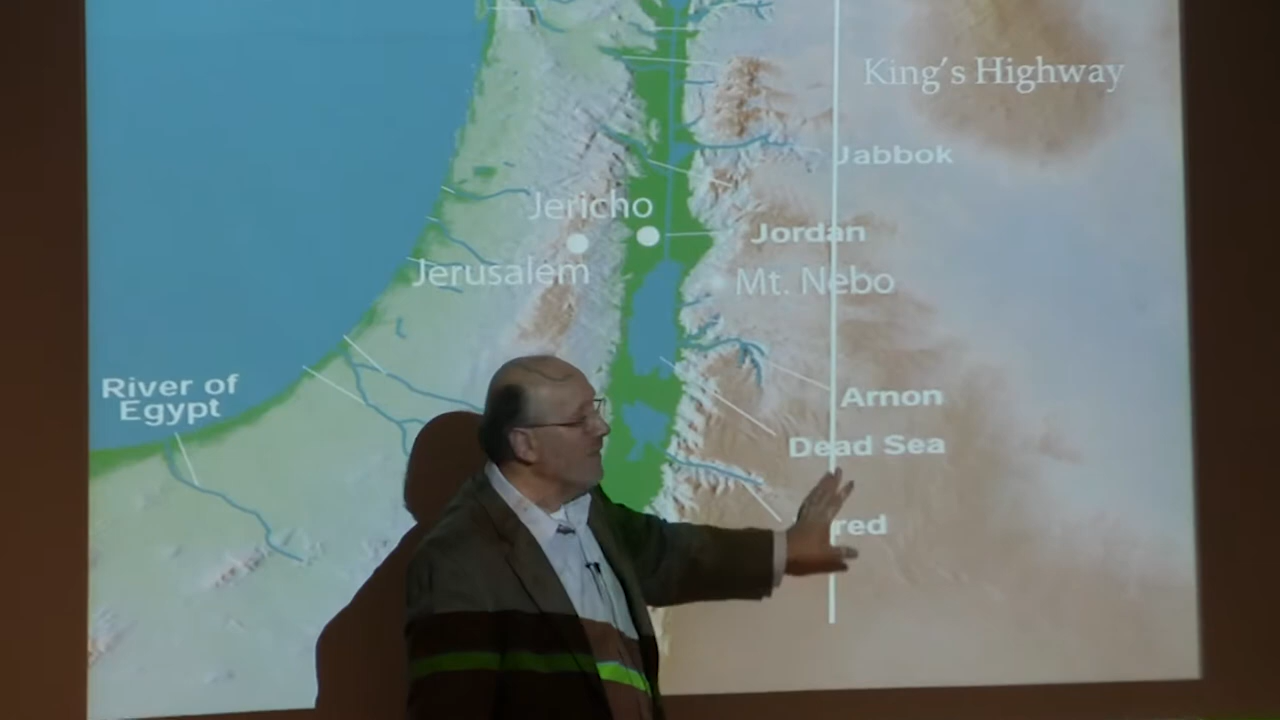 King's Highway
Jabbok
Jericho
Jordan
Jerusalem
Mt. Nebo
River of
Egypt
Arnon
Dead Sea